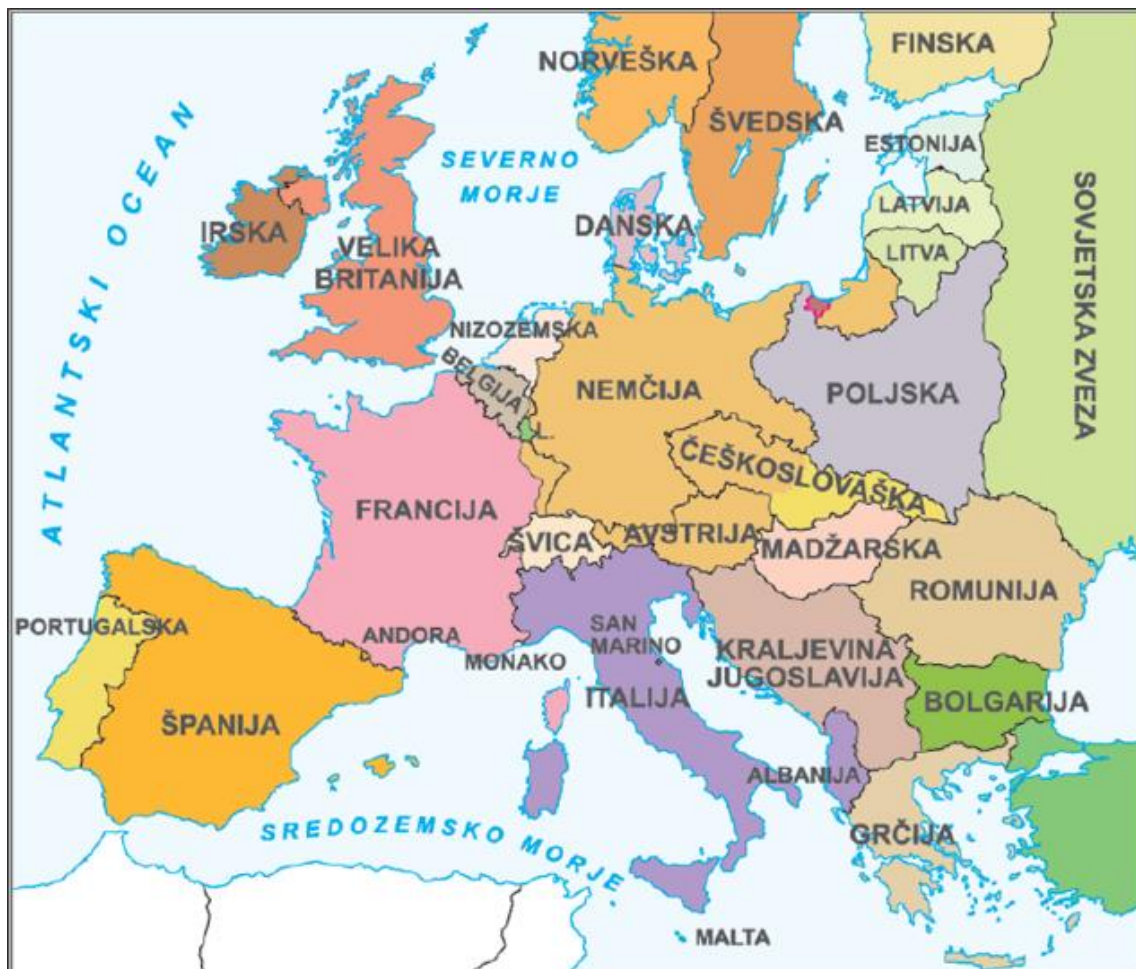 NORVEŠKA
FINSKA
ŠVEDSKA
ESTONIJA
SEVERNO
MORJE
LATVIJA
SOVJETSKA ZVEZA
ATLANTSKI OCEAN
IRSKA
DANSKA
LITVA
VELIKA
BRITANIJA
NIZOZEMSKA
BELGIJA
NEMČIJA
POLJSKA
L.
ČEŠKOSLOVAŠKA
FRANCIJA
ŠVICA
AVSTRIJA
MADŽARSKA
ROMUNIJA
PORTUGALSKA
ANDORA
MONAKO
SAN
MARINO
KRALJEVINA
JUGOSLAVIJA
ITALIJA
BOLGARIJA
ŠPANIJA
ALBANIJA
SREDOZEMSKO MORJE
GRČIJA
MALTA